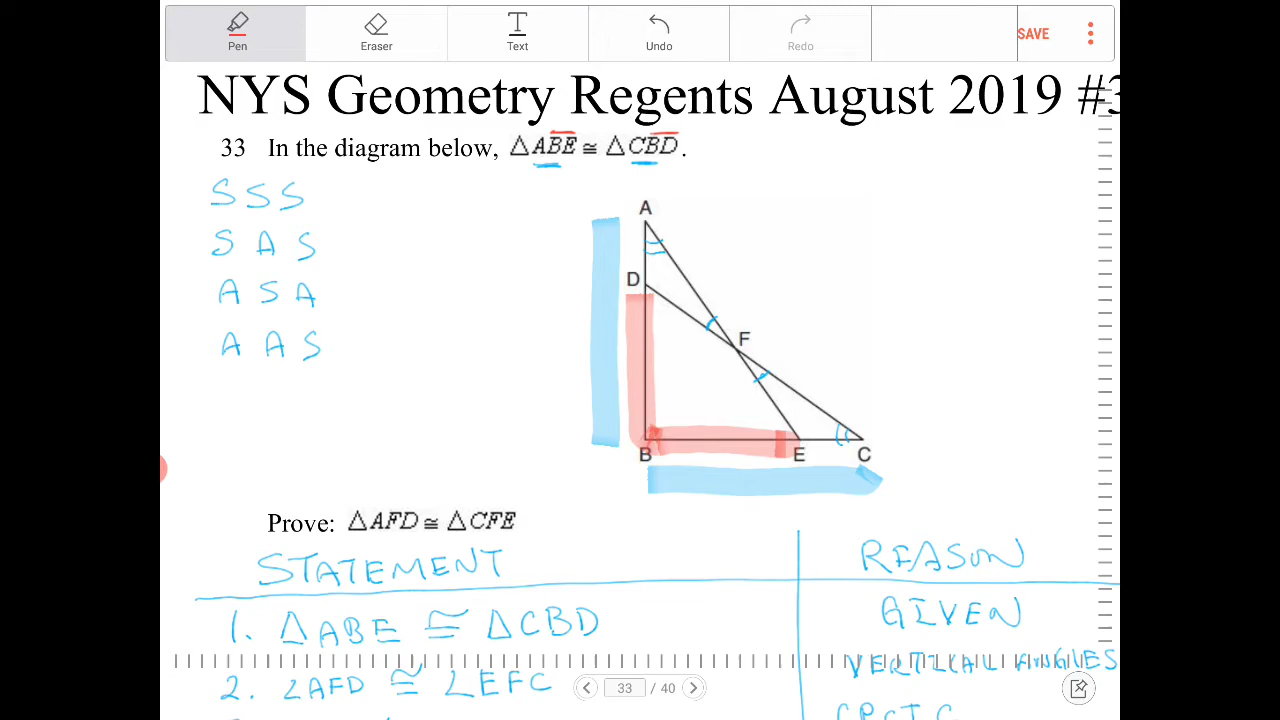 Pen Eraser Text Undo Redo SAVE
NYS Geometry Regents August 2019 #3
33 In the diagram below, △ABE ≅ △CBD.
SSS
SAS
ASA
AAS
A
D
F
B E C
Prove: △AFD ≅ △CFE
STATEMENT REASON
1. △ABE ≅ △CBD GIVEN
2. ∠AFD ≅ ∠EFC VERTICAL ANGLES
33 / 40